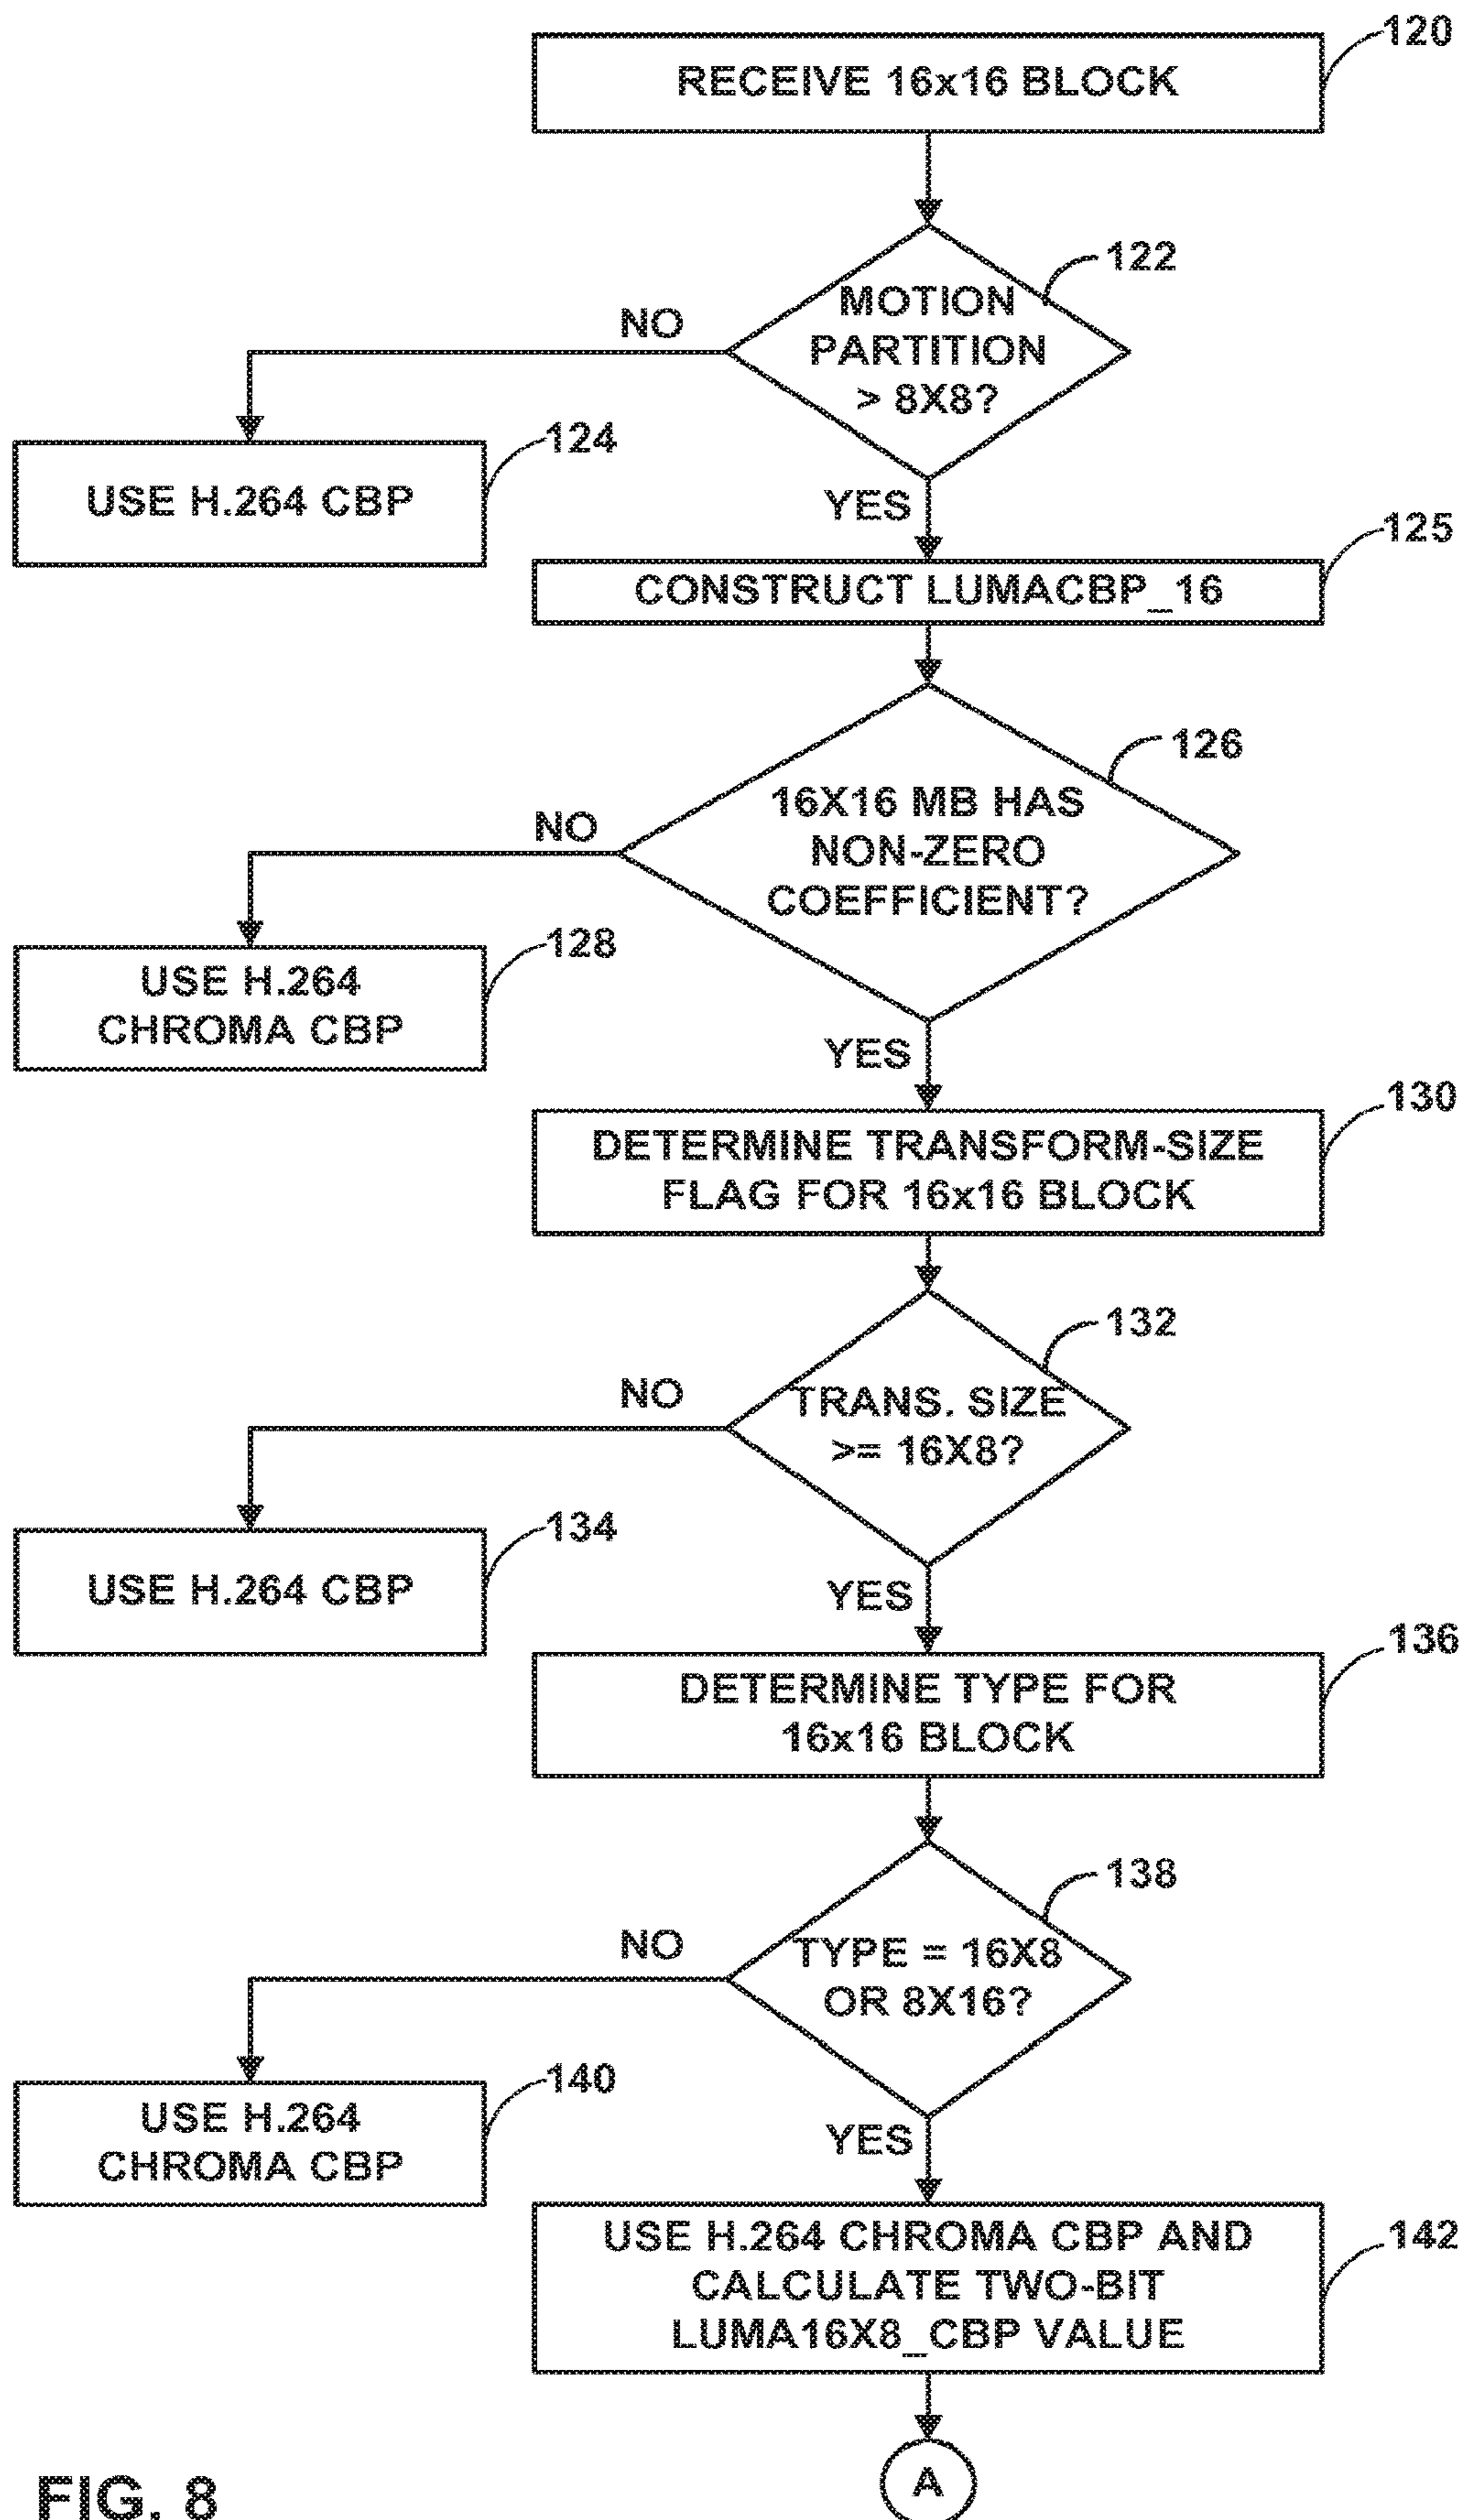 120
RECEIVE 16x16 BLOCK
122
MOTION
PARTITION
> 8X8?
NO
124
USE H.264 CBP
YES
125
CONSTRUCT LUMACBP_16
126
16X16 MB HAS
NON-ZERO
COEFFICIENT?
NO
128
USE H.264
CHROMA CBP
YES
130
DETERMINE TRANSFORM-SIZE
FLAG FOR 16x16 BLOCK
132
TRANS. SIZE
>= 16X8?
NO
134
USE H.264 CBP
YES
136
DETERMINE TYPE FOR
16x16 BLOCK
138
TYPE = 16X8
OR 8X16?
NO
140
USE H.264
CHROMA CBP
YES
142
USE H.264 CHROMA CBP AND
CALCULATE TWO-BIT
LUMA16X8_CBP VALUE
A
FIG. 8